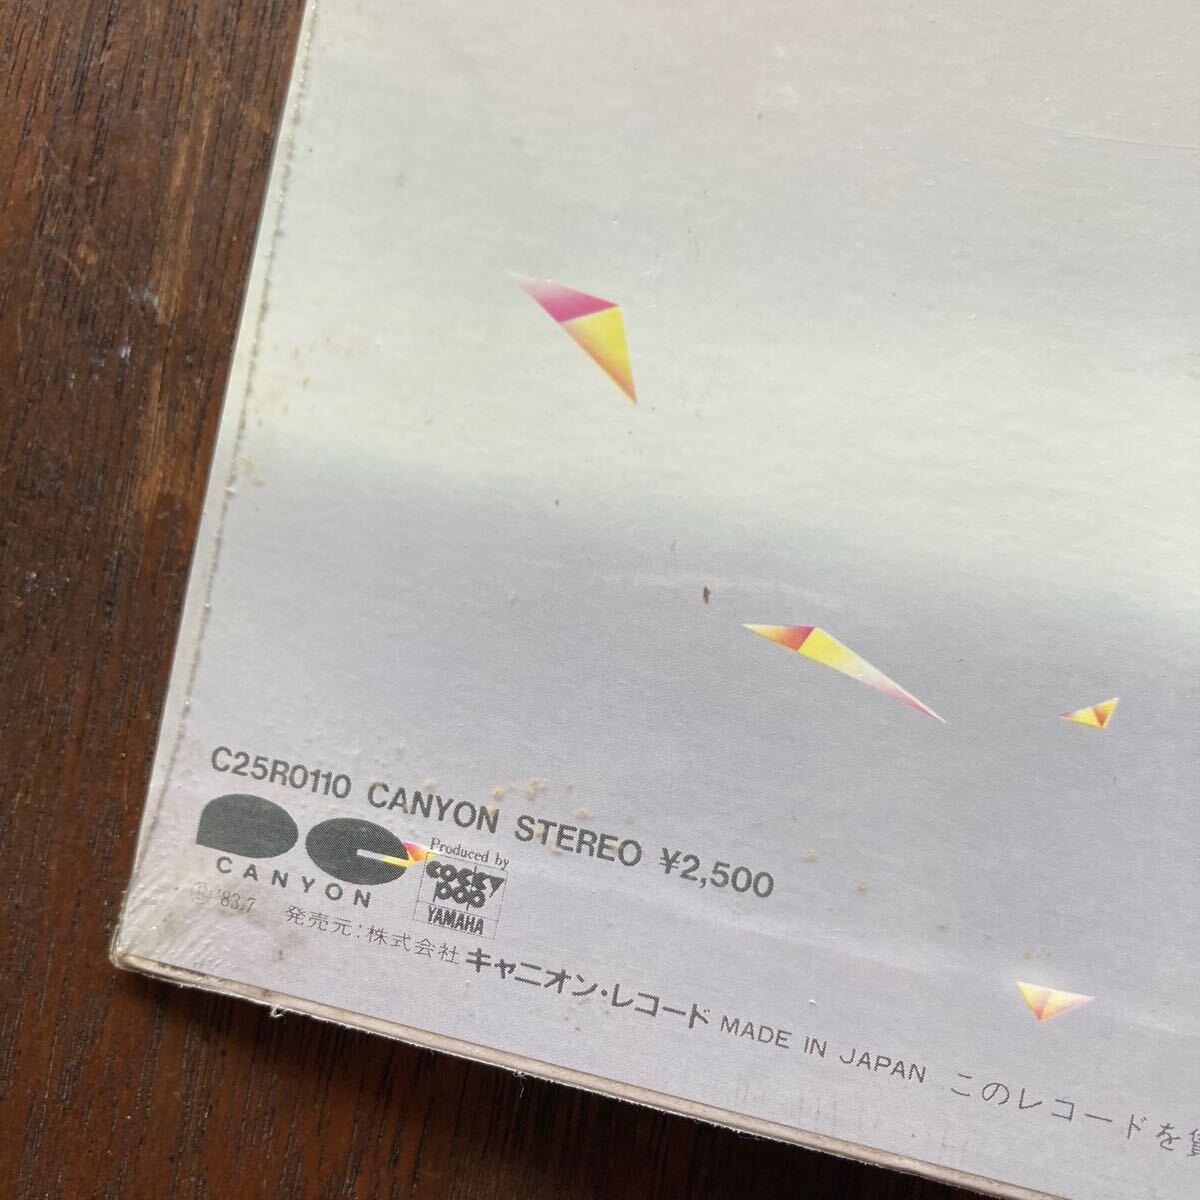 C25R0110 CANYON STEREO ¥2,500
CANYON
Produced by
COCKY
POP
YAMAHA
Ⓟ '83.7 発売元:株式会社 キャニオン・レコード MADE IN JAPAN このレコードを賃